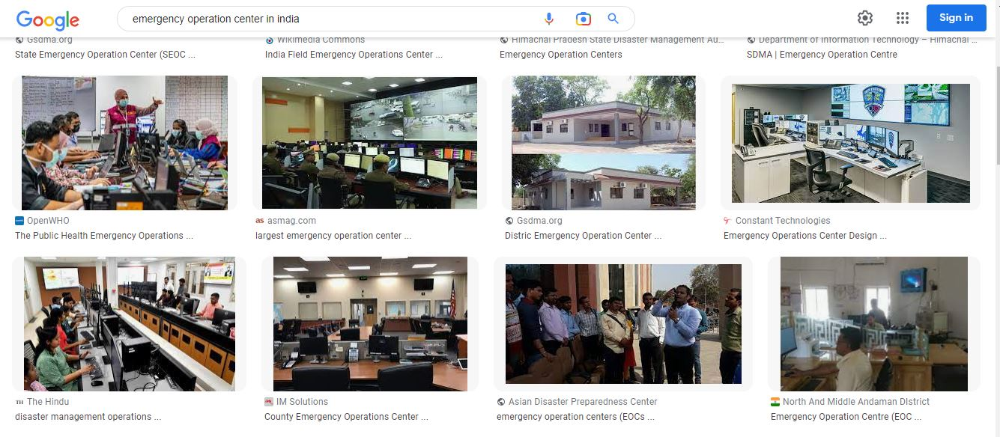 Google
emergency operation center in india
Sign in
Gsdma.org
Wikimedia Commons
Himachal Pradesh State Disaster Management Au...
Department of Information Technology – Himachal ...
State Emergency Operation Center (SEOC ...
India Field Emergency Operations Center ...
Emergency Operation Centers
SDMA | Emergency Operation Centre
OpenWHO
as asmag.com
Gsdma.org
Constant Technologies
The Public Health Emergency Operations ...
largest emergency operation center ...
Distric Emergency Operation Center ...
Emergency Operations Center Design ...
TH The Hindu
IM Solutions
Asian Disaster Preparedness Center
North And Middle Andaman DIstrict
disaster management operations ...
County Emergency Operations Center ...
emergency operation centers (EOCs ...
Emergency Operation Centre (EOC ...